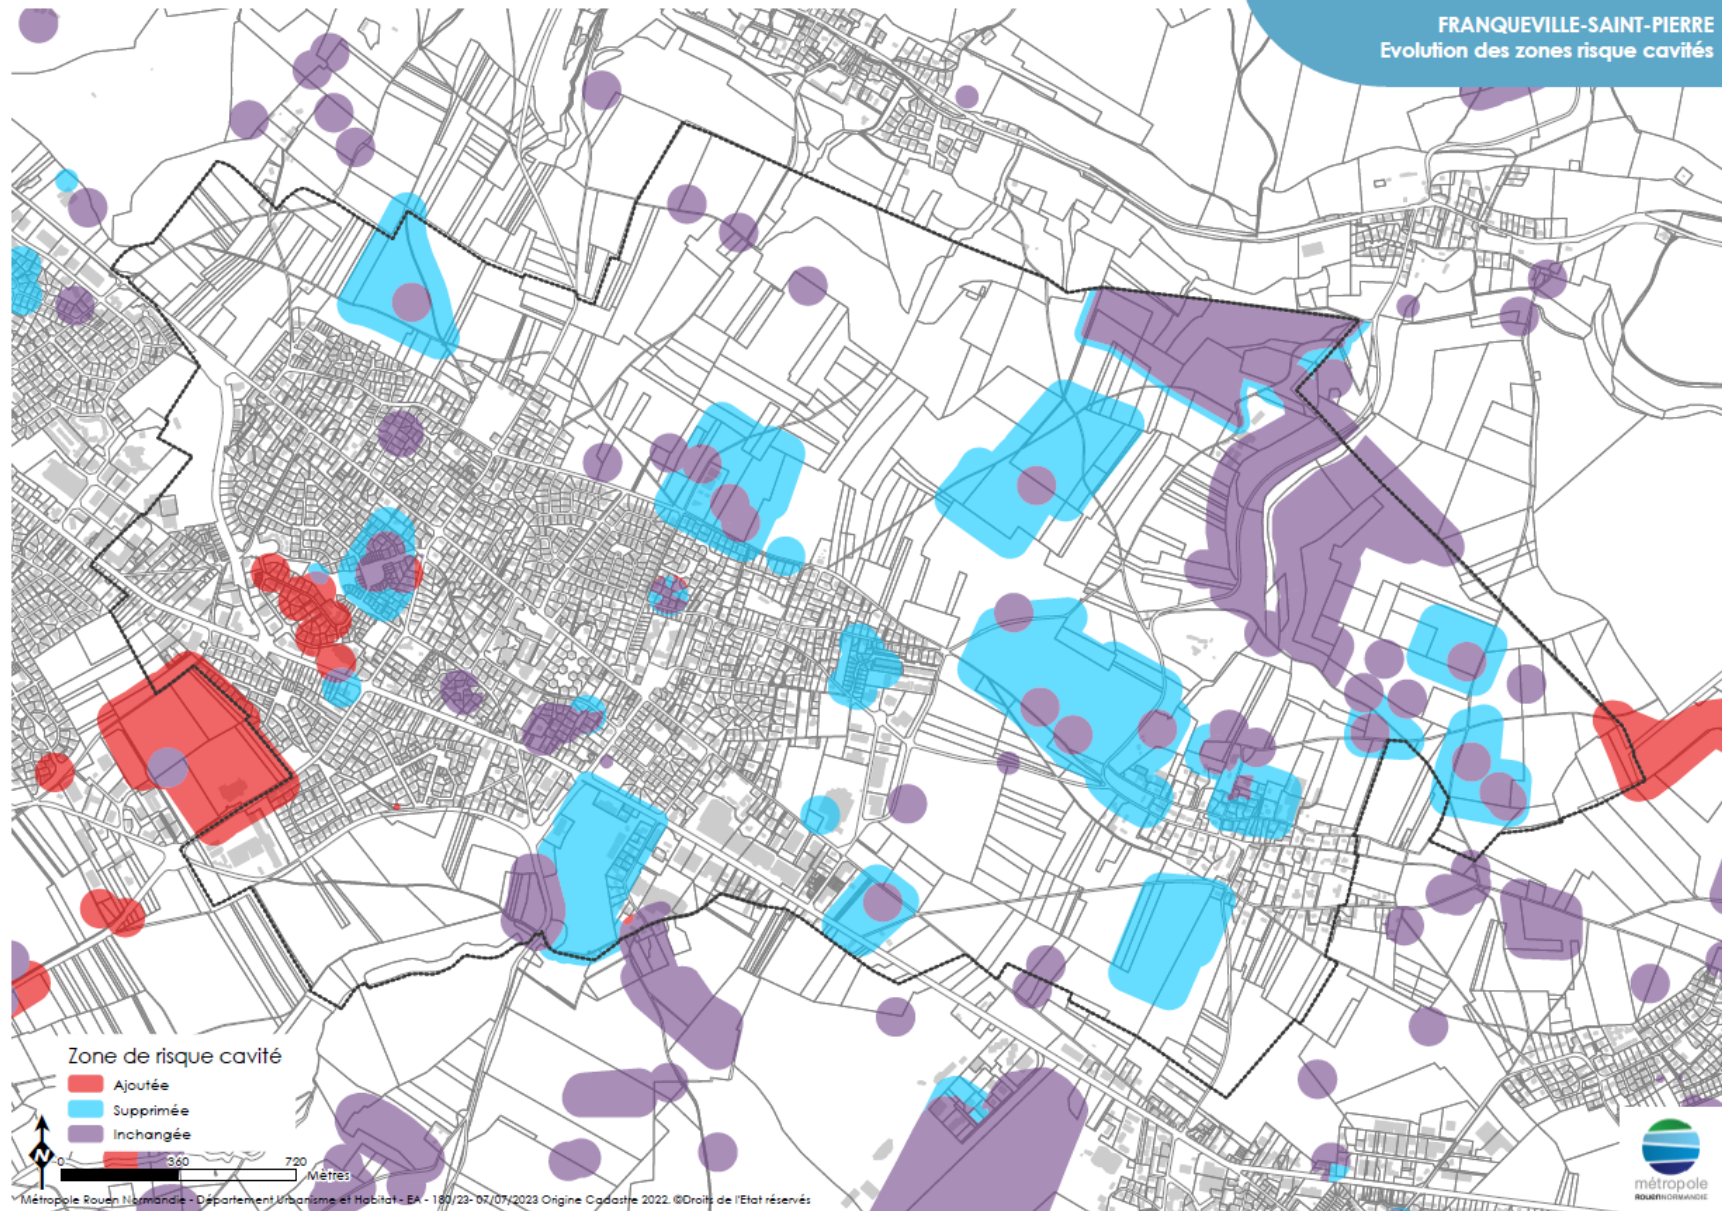 FRANQUEVILLE-SAINT-PIERRE
Evolution des zones risque cavités
Zone de risque cavité
Ajoutée
Supprimée
Inchangée
N
0 360 720
Mètres
Métropole Rouen Normandie - Département Urbanisme et Habitat - EA - 180/23- 07/07/2023 Origine Cadastre 2022. ©Droits de l'Etat réservés
métropole
ROUENNORMANDIE